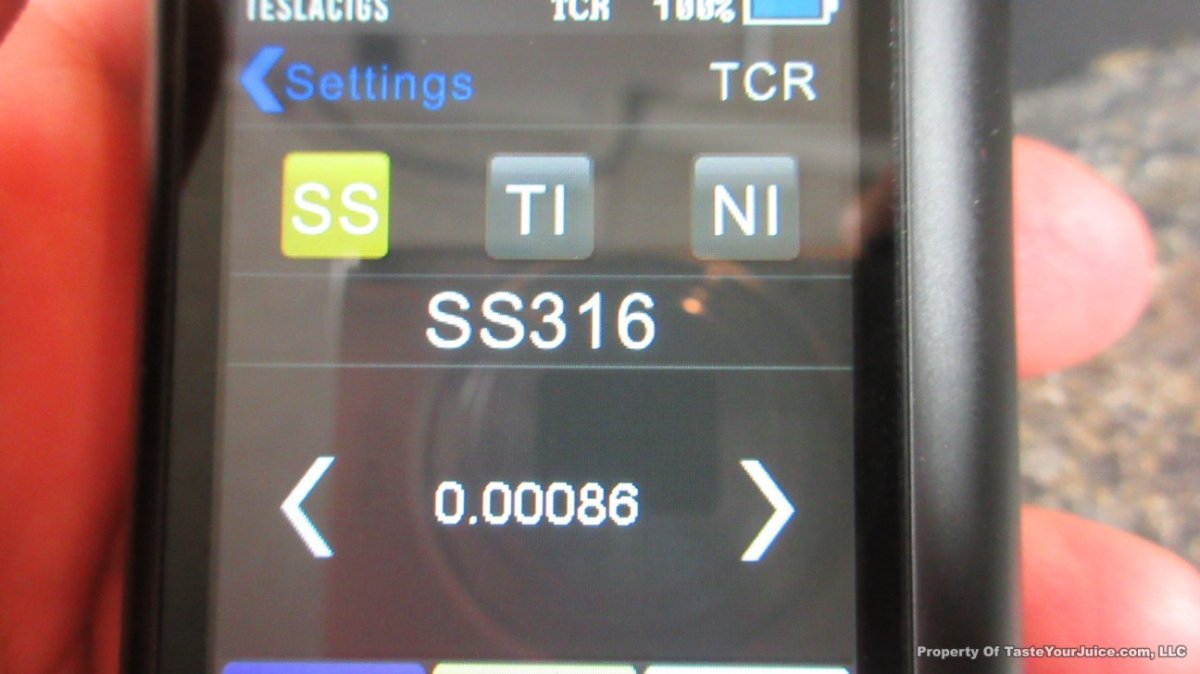 TESLACIGS TCR 100%
Settings TCR
SS TI NI
SS316
0.00086
Property Of TasteYourJuice.com, LLC